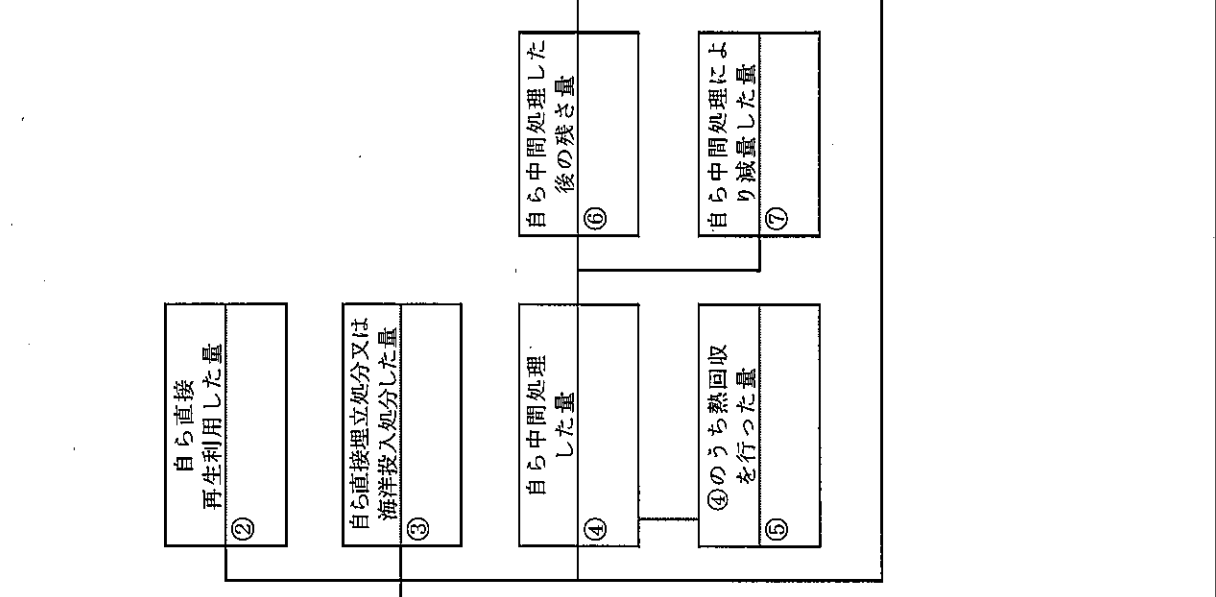 自ら直接
再生利用した量
②
自ら直接埋立処分又は
海洋投入処分した量
③
自ら中間処理
した量
④
④のうち熱回収
を行った量
⑤
自ら中間処理した
後の残さ量
⑥
自ら中間処理によ
り減量した量
⑦